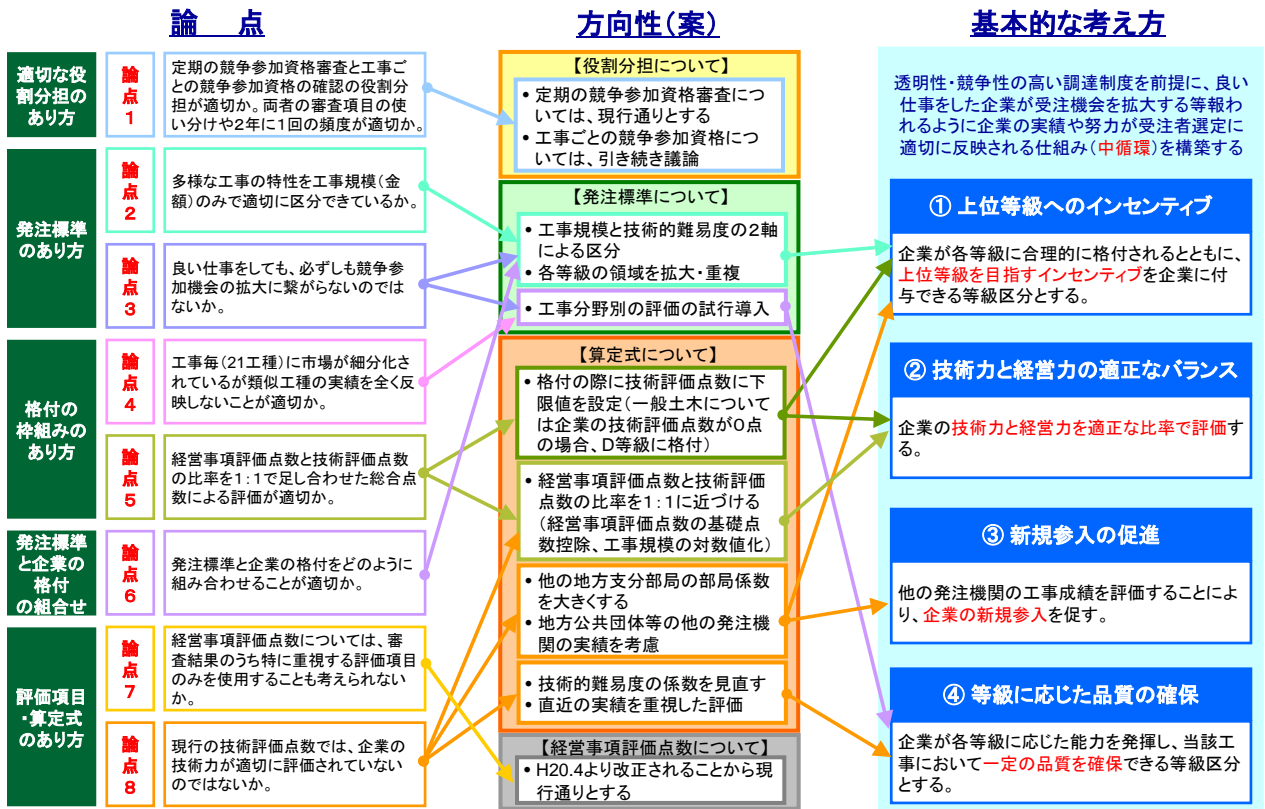 論　点
適切な役
割分担の
あり方
論
点
1
定期の競争参加資格審査と工事ご
との競争参加資格の確認の役割分
担が適切か。両者の審査項目の使
い分けや2年に1回の頻度が適切か。
発注標準
のあり方
論
点
2
多様な工事の特性を工事規模(金
額)のみで適切に区分できているか。
論
点
3
良い仕事をしても、必ずしも競争参
加機会の拡大に繋がらないのでは
ないか。
格付の
枠組みの
あり方
論
点
4
工事毎(21工種)に市場が細分化さ
れているが類似工種の実績を全く反
映しないことが適切か。
論
点
5
経営事項評価点数と技術評価点数
の比率を1:1で足し合わせた総合点
数による評価が適切か。
発注標準
と企業の
格付
の組合せ
論
点
6
発注標準と企業の格付をどのように
組み合わせることが適切か。
評価項目
・算定式
のあり方
論
点
7
経営事項評価点数については、審
査結果のうち特に重視する評価項目
のみを使用することも考えられない
か。
論
点
8
現行の技術評価点数では、企業の
技術力が適切に評価されていない
のではないか。
方向性(案)
【役割分担について】
• 定期の競争参加資格審査につ
いては、現行通りとする
• 工事ごとの競争参加資格につ
いては、引き続き議論
【発注標準について】
• 工事規模と技術的難易度の2軸
による区分
• 各等級の領域を拡大・重複
• 工事分野別の評価の試行導入
【算定式について】
• 格付の際に技術評価点数に下
限値を設定(一般土木について
は企業の技術評価点数が0点
の場合、D等級に格付)
• 経営事項評価点数と技術評価
点数の比率を1:1に近づける
(経営事項評価点数の基礎点
数控除、工事規模の対数値化)
• 他の地方支分部局の部局係数
を大きくする
• 地方公共団体等の他の発注機
関の実績を考慮
• 技術的難易度の係数を見直す
• 直近の実績を重視した評価
【経営事項評価点数について】
• H20.4より改正されることから現
行通りとする
基本的な考え方
透明性・競争性の高い調達制度を前提に、良い
仕事をした企業が受注機会を拡大する等報わ
れるように企業の実績や努力が受注者選定に
適切に反映される仕組み(中循環)を構築する
① 上位等級へのインセンティブ
企業が各等級に合理的に格付されるとともに、
上位等級を目指すインセンティブを企業に付
与できる等級区分とする。
② 技術力と経営力の適正なバランス
企業の技術力と経営力を適正な比率で評価す
る。
③ 新規参入の促進
他の発注機関の工事成績を評価することによ
り、企業の新規参入を促す。
④ 等級に応じた品質の確保
企業が各等級に応じた能力を発揮し、当該工
事において一定の品質を確保できる等級区分
とする。